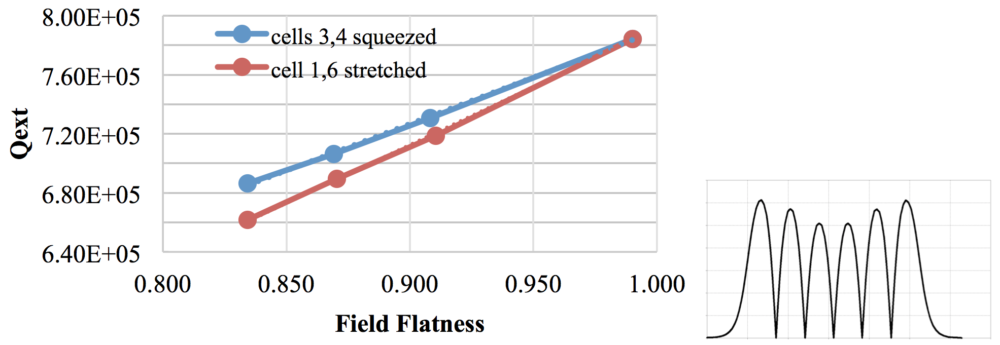 8.00E+05
7.60E+05
7.20E+05
6.80E+05
6.40E+05
Qext
cells 3,4 squeezed
cell 1,6 stretched
0.800 0.850 0.900 0.950 1.000
Field Flatness